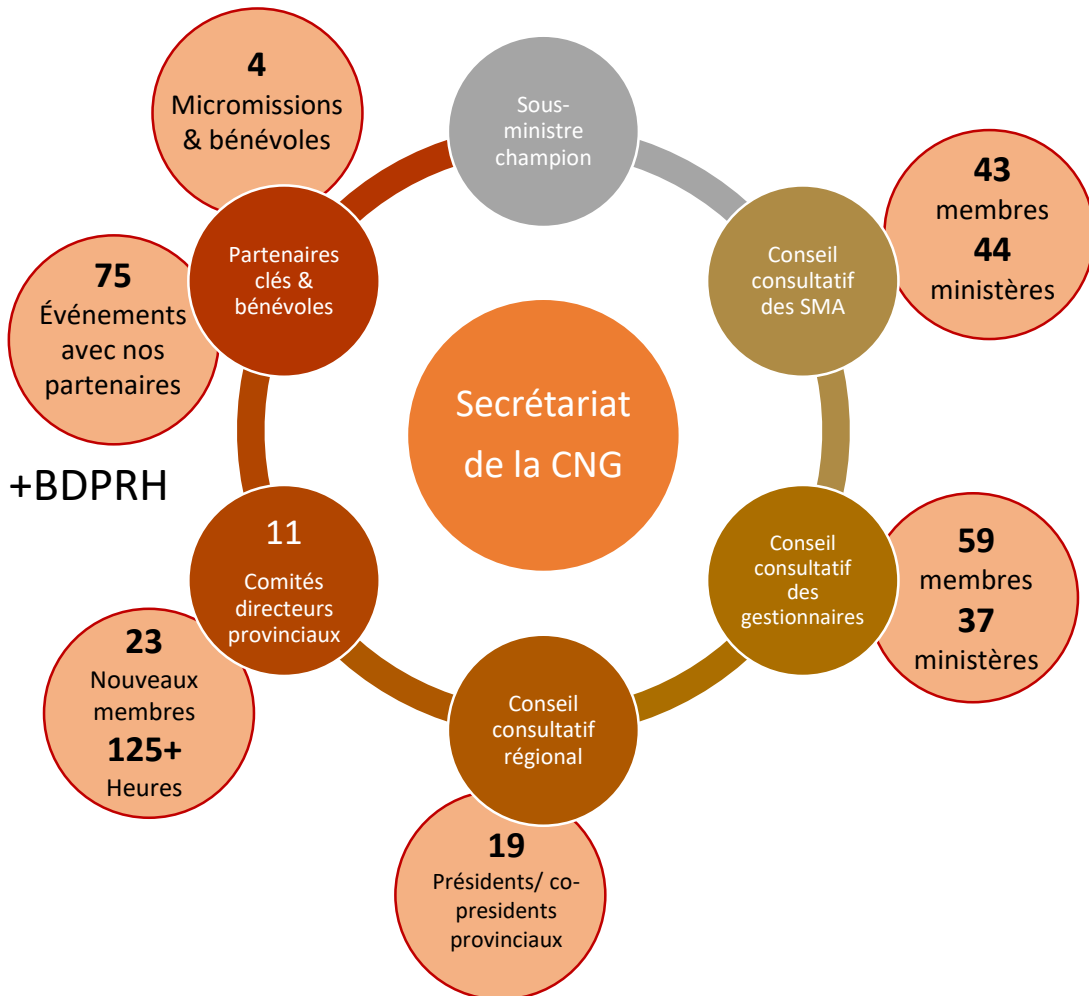 4
Micromissions
& bénévoles
Sous-
ministre
champion
43
membres
44
ministères
Partenaires
clés &
bénévoles
Conseil
consultatif
des SMA
75
Événements
avec nos
partenaires
Secrétariat
de la CNG
+BDPRH
11
Comités
directeurs
provinciaux
Conseil
consultatif
des
gestionnaires
59
membres
37
ministères
23
Nouveaux
membres
125+
Heures
Conseil
consultatif
régional
19
Présidents/ co-
presidents
provinciaux